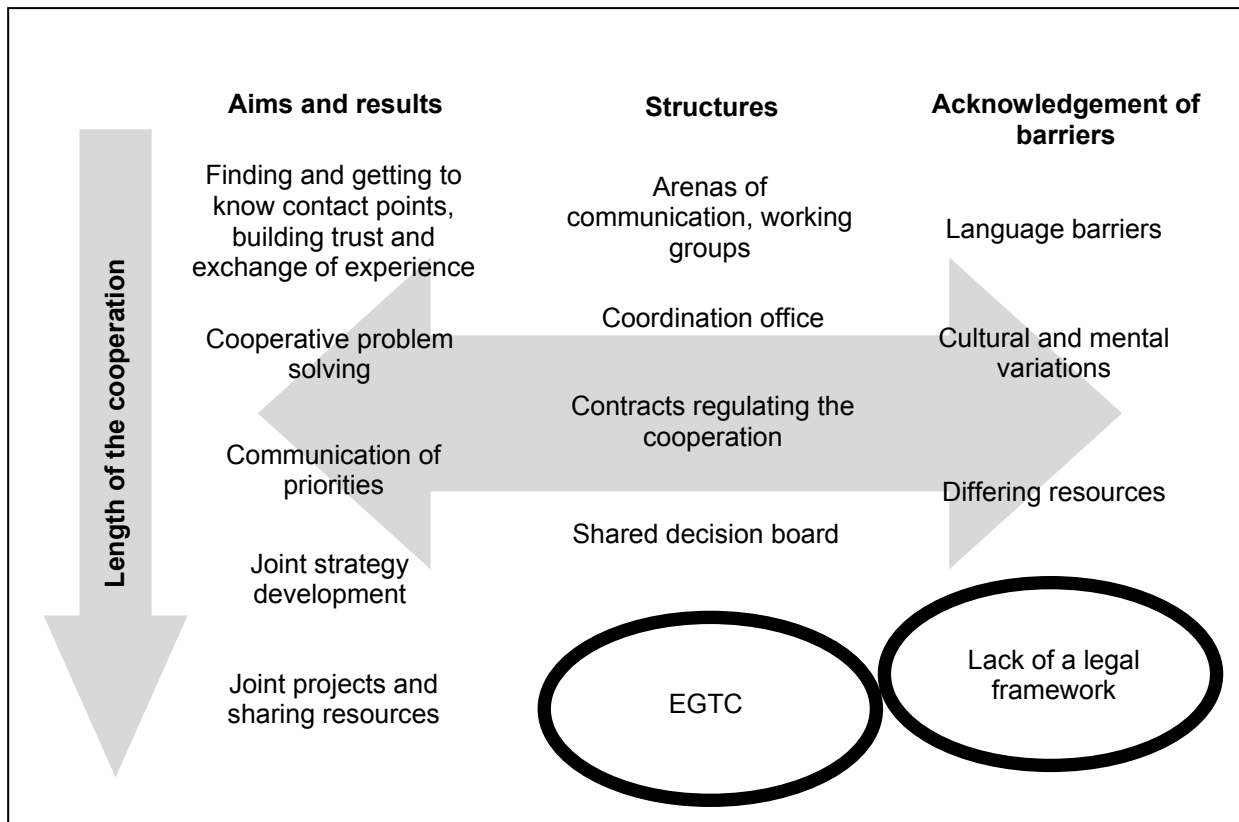 Length of the cooperation
Aims and results
Finding and getting to
know contact points,
building trust and
exchange of experience
Cooperative problem
solving
Communication of
priorities
Joint strategy
development
Joint projects and
sharing resources
Structures
Arenas of
communication, working
groups
Coordination office
Contracts regulating the
cooperation
Shared decision board
EGTC
Acknowledgement of
barriers
Language barriers
Cultural and mental
variations
Differing resources
Lack of a legal
framework